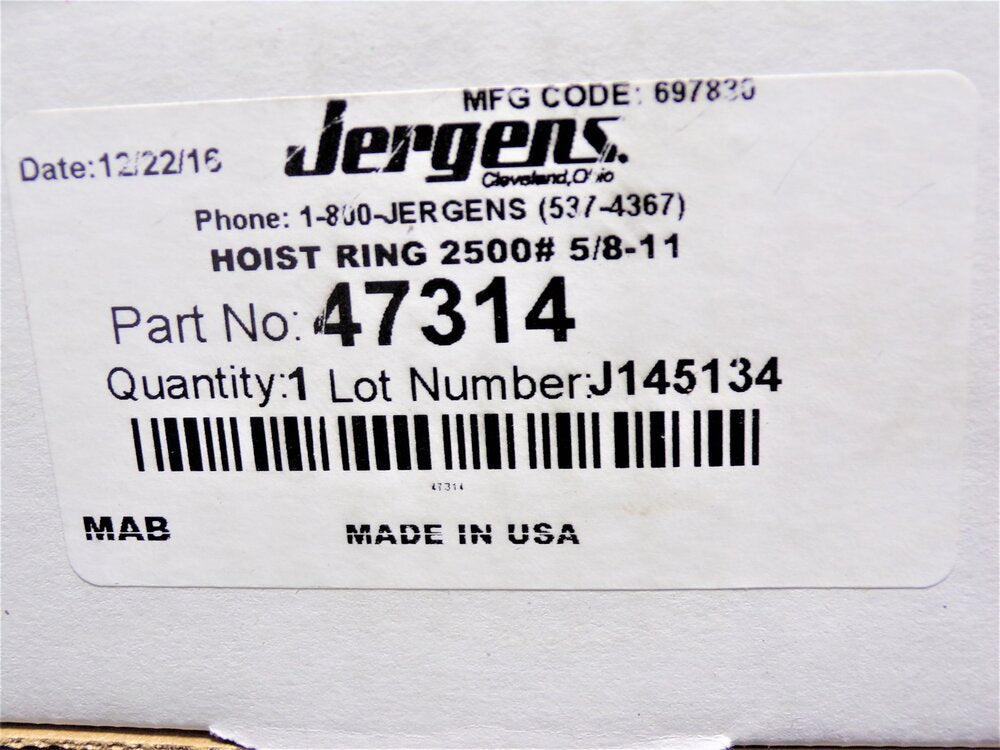 MFG CODE: 697830
Jergens.
Date:12/22/16
Cleveland,Ohio
Phone: 1-800-JERGENS (537-4367)
HOIST RING 2500# 5/8-11
Part No: 47314
Quantity:1 Lot Number:J145134
47314
MAB MADE IN USA